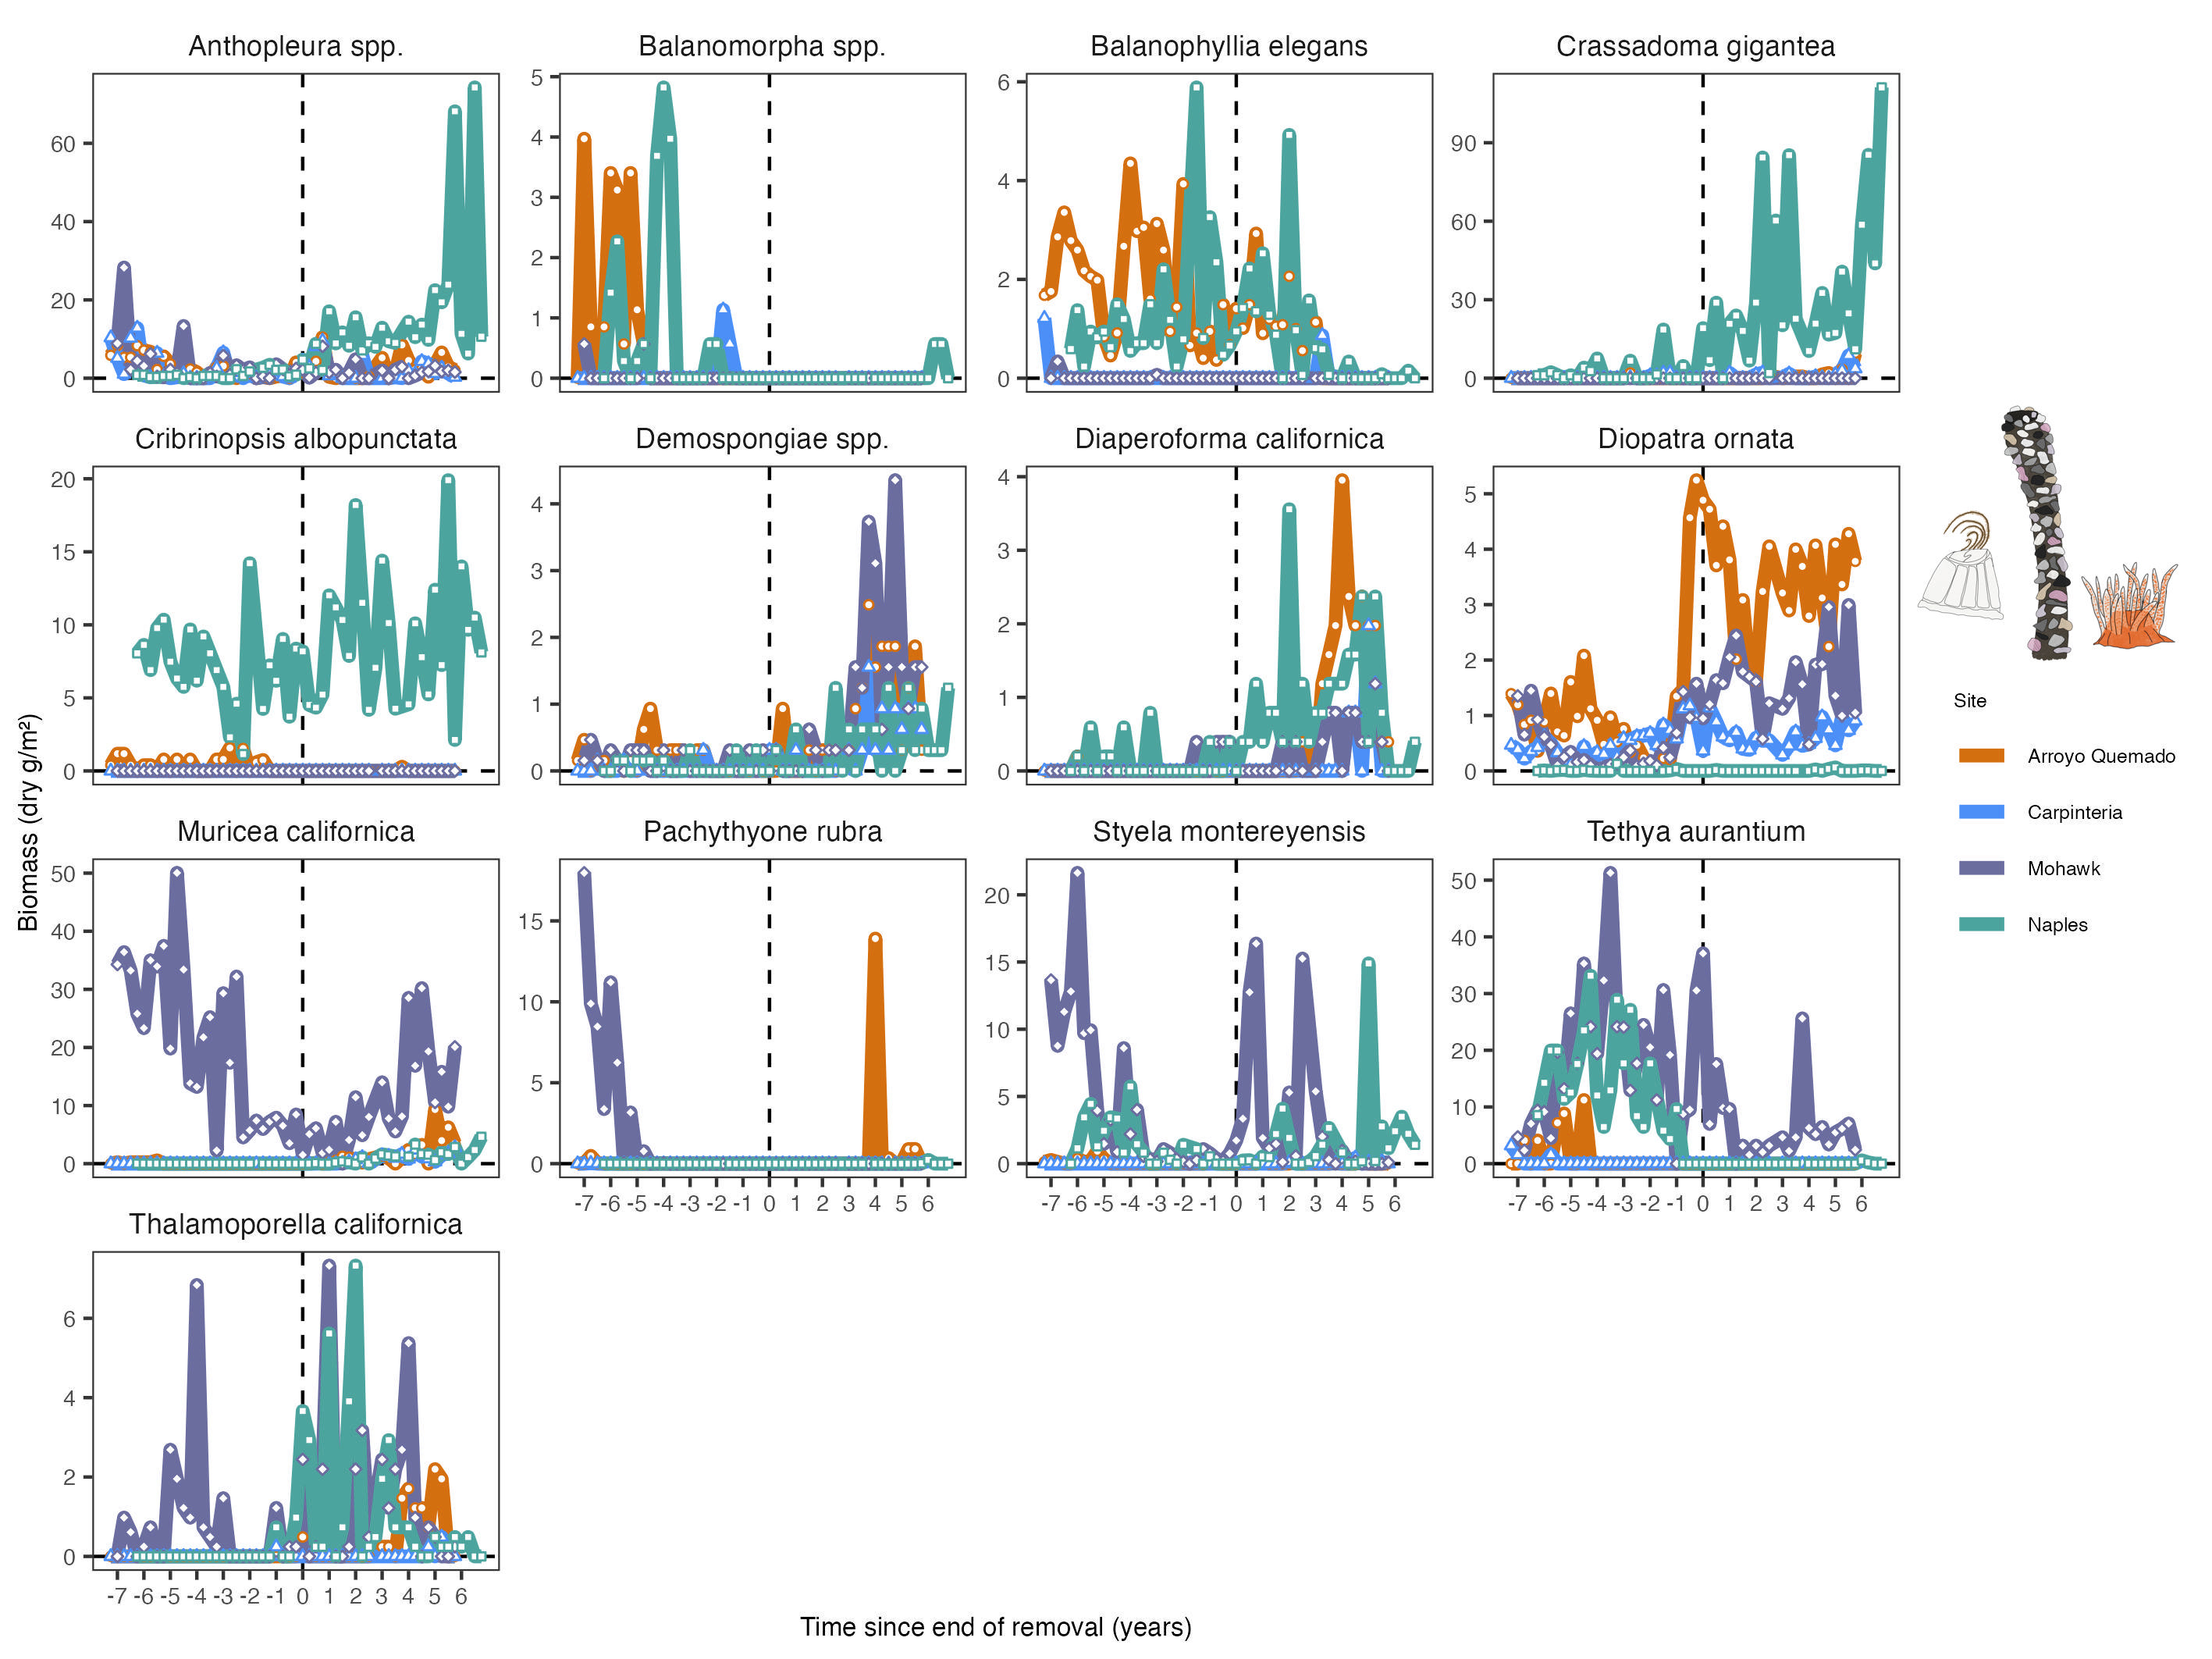 Anthopleura spp.
Balanomorpha spp.
Balanophyllia elegans
Crassadoma gigantea
60
40
20
0
5
4
3
2
1
0
6
4
2
0
90
60
30
0
Cribrinopsis albopunctata
Demospongiae spp.
Diaperoforma californica
Diopatra ornata
20
15
10
5
0
4
3
2
1
0
4
3
2
1
0
5
4
3
2
1
0
Site
Arroyo Quemado
Carpinteria
Mohawk
Naples
Biomass (dry g/m²)
Muricea californica
Pachythyone rubra
Styela montereyensis
Tethya aurantium
50
40
30
20
10
0
15
10
5
0
20
15
10
5
0
50
40
30
20
10
0
-7 -6 -5 -4 -3 -2 -1 0 1 2 3 4 5 6
-7 -6 -5 -4 -3 -2 -1 0 1 2 3 4 5 6
-7 -6 -5 -4 -3 -2 -1 0 1 2 3 4 5 6
Thalamoporella californica
6
4
2
0
-7 -6 -5 -4 -3 -2 -1 0 1 2 3 4 5 6
Time since end of removal (years)